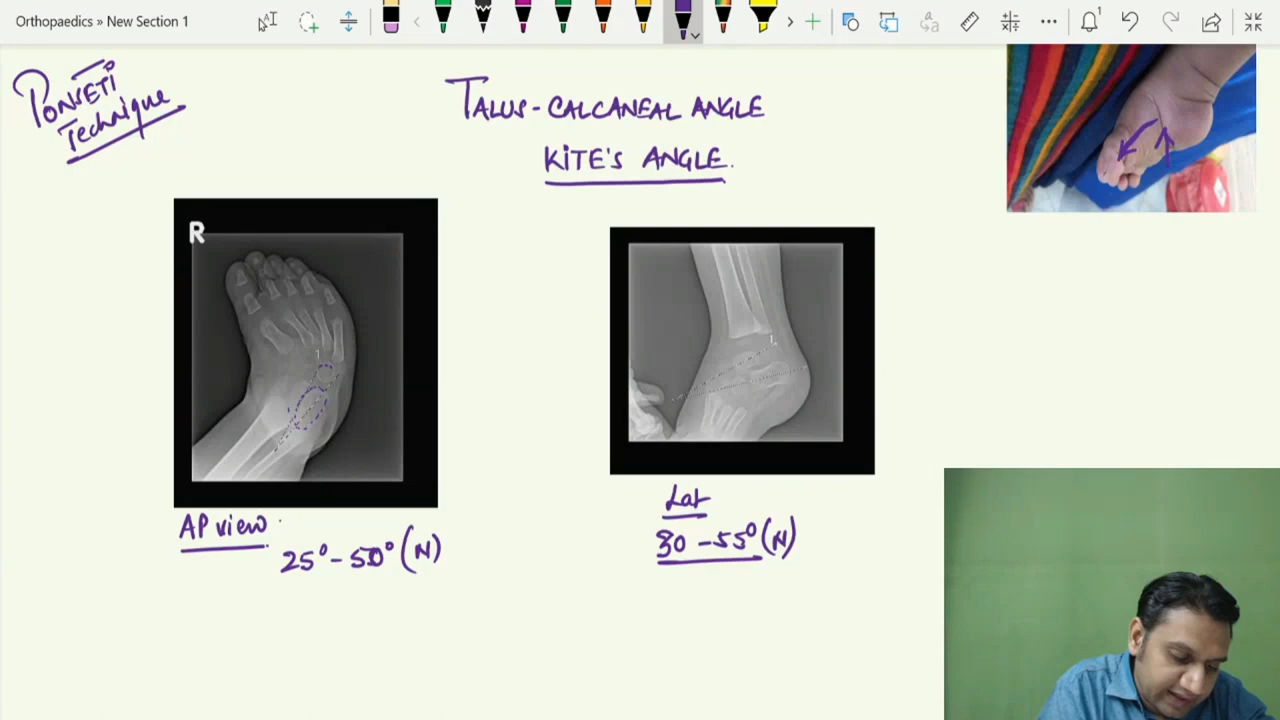 Orthopaedics » New Section 1
PONSETI
Technique
TALUS-CALCANEAL ANGLE
KITE'S ANGLE.
R
AP view
25°-50° (N)
Lat
30-55° (N)